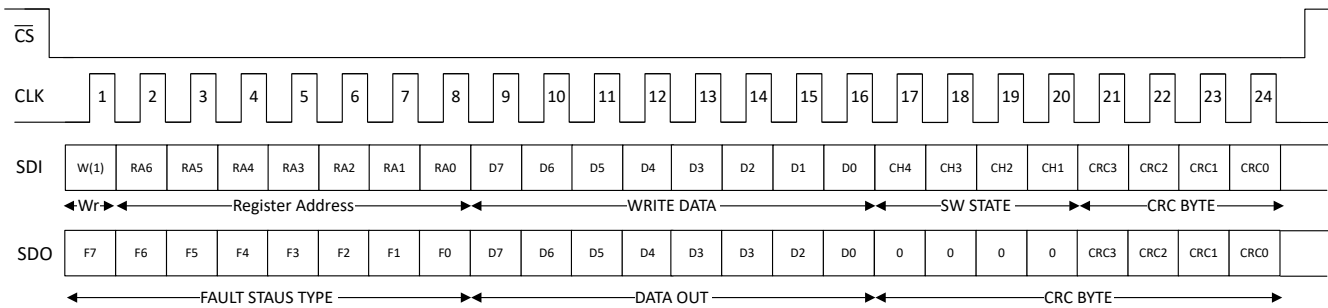 CS
CLK 1 2 3 4 5 6 7 8 9 10 11 12 13 14 15 16 17 18 19 20 21 22 23 24
SDI W(1) RA6 RA5 RA4 RA3 RA2 RA1 RA0 D7 D6 D5 D4 D3 D2 D1 D0 CH4 CH3 CH2 CH1 CRC3 CRC2 CRC1 CRC0
Wr Register Address WRITE DATA SW STATE CRC BYTE
SDO F7 F6 F5 F4 F3 F2 F1 F0 D7 D6 D5 D4 D3 D3 D2 D0 0 0 0 0 CRC3 CRC2 CRC1 CRC0
FAULT STAUS TYPE DATA OUT CRC BYTE